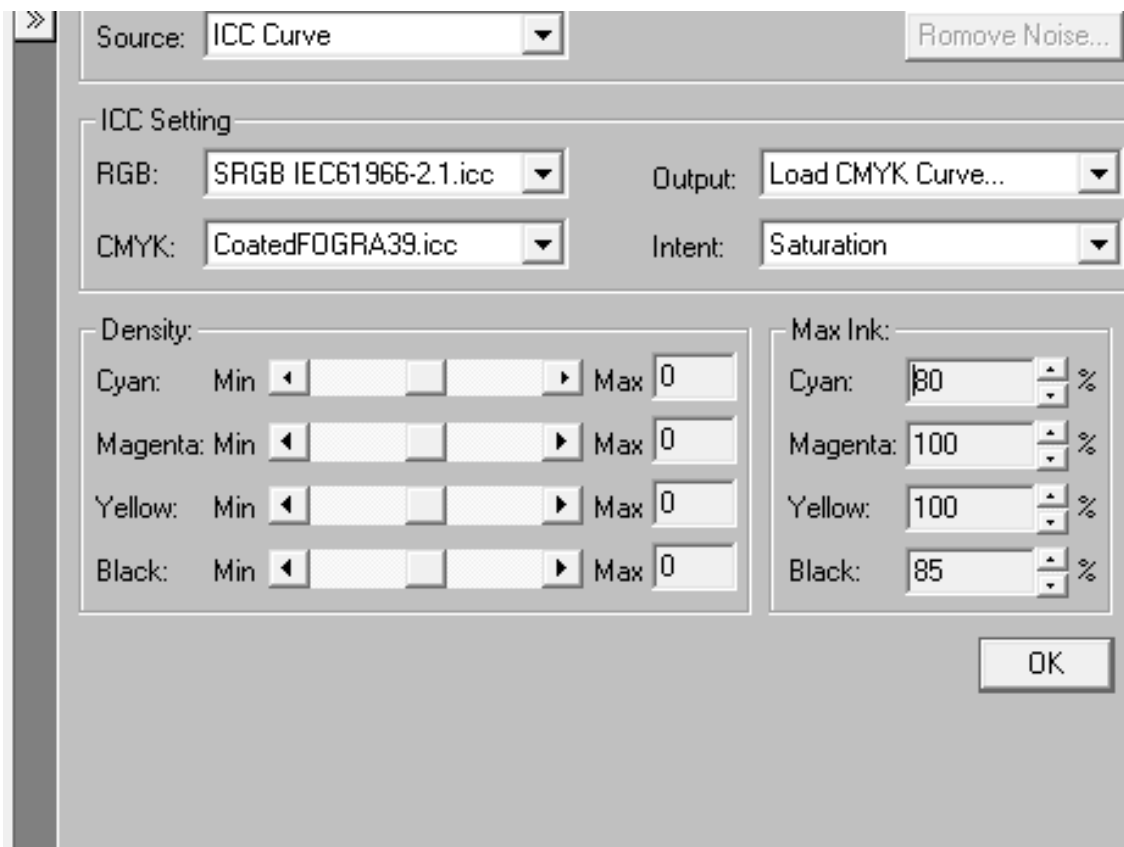 »
Source: ICC Curve Romove Noise...
ICC Setting
RGB: SRGB IEC61966-2.1.icc Output: Load CMYK Curve...
CMYK: CoatedFOGRA39.icc Intent: Saturation
Density: Max Ink:
Cyan: Min Max 0 Cyan: 80 %
Magenta: Min Max 0 Magenta: 100 %
Yellow: Min Max 0 Yellow: 100 %
Black: Min Max 0 Black: 85 %
OK